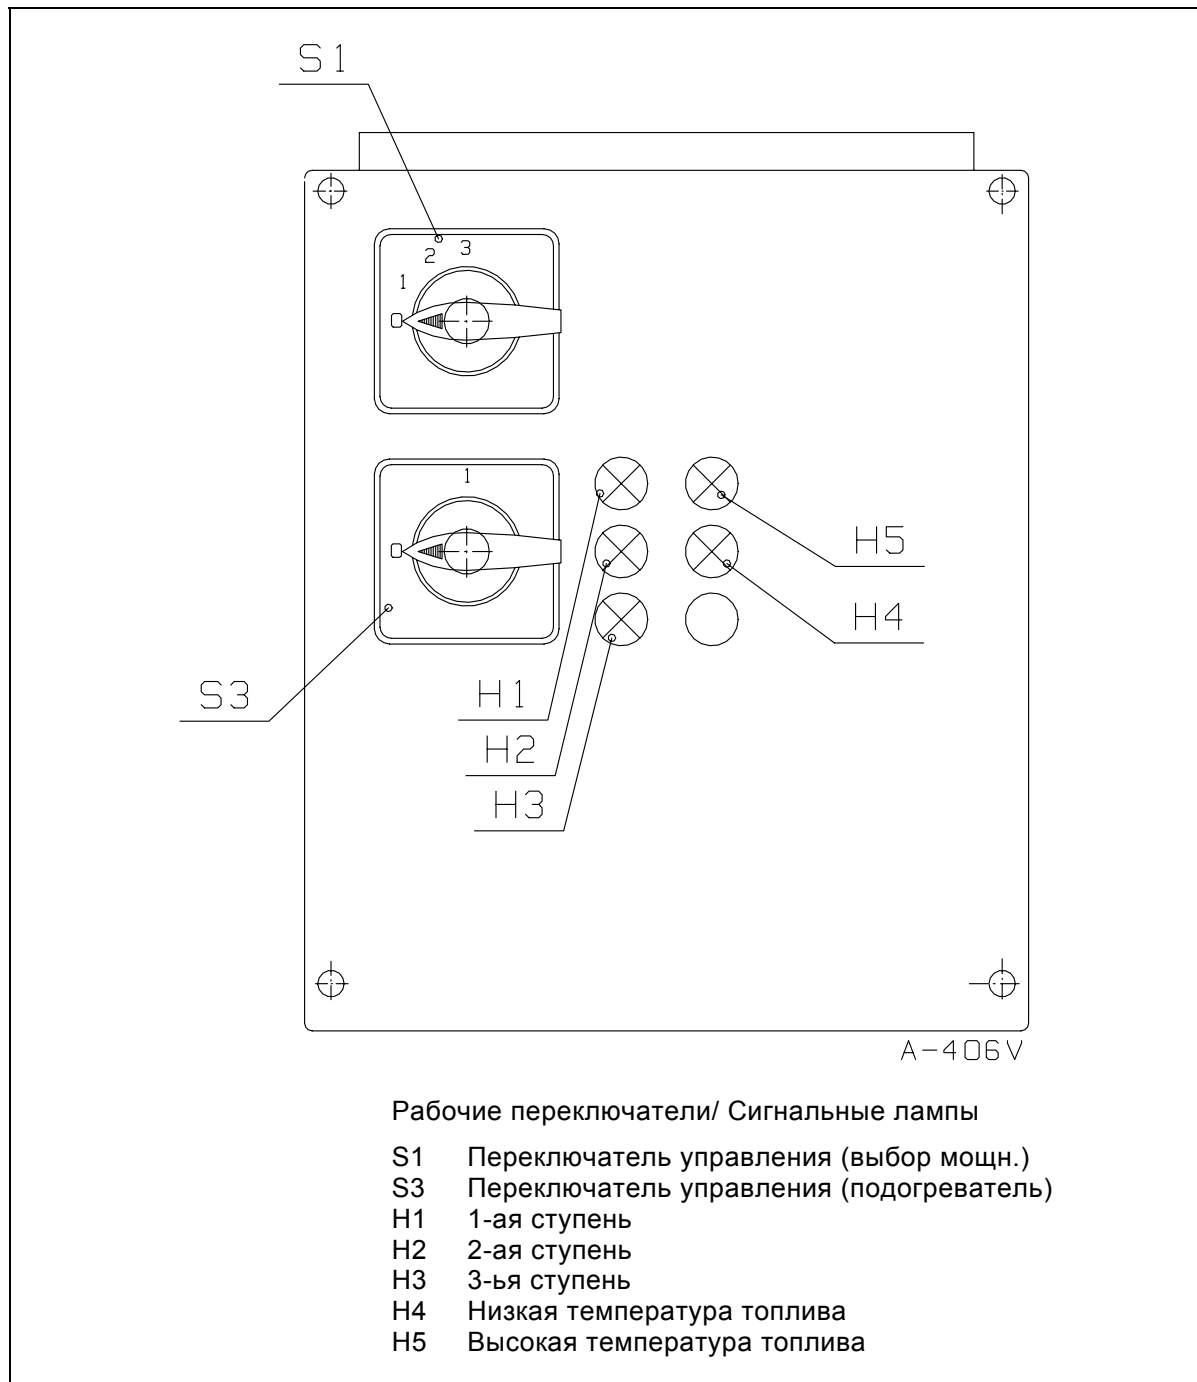 S1
2 3
1
0
1
0
H5
H4
S3
H1
H2
H3
A-406V
Рабочие переключатели/ Сигнальные лампы
S1 Переключатель управления (выбор мощн.)
S3 Переключатель управления (подогреватель)
H1 1-ая ступень
H2 2-ая ступень
H3 3-ья ступень
H4 Низкая температура топлива
H5 Высокая температура топлива